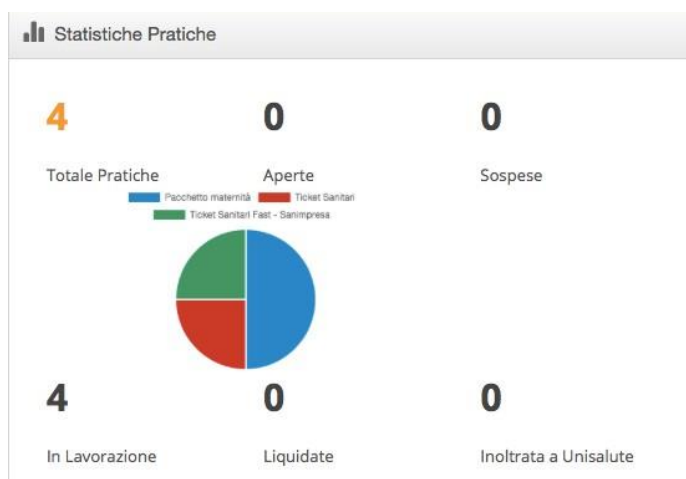 Statistiche Pratiche
4 0 0
Totale Pratiche Aperte Sospese
Pacchetto maternità Ticket Sanitari
Ticket Sanitari Fast - Sanimpresa
4 0 0
In Lavorazione Liquidate Inoltrata a Unisalute